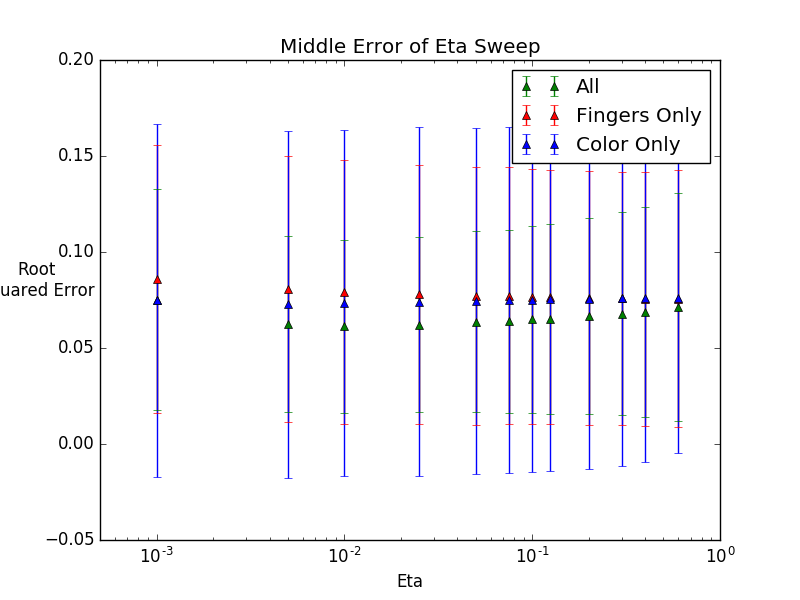 Middle Error of Eta Sweep
0.20
0.15
0.10
0.05
0.00
−0.05
Root
uared Error
All
Fingers Only
Color Only
10⁻³
10⁻²
10⁻¹
10⁰
Eta